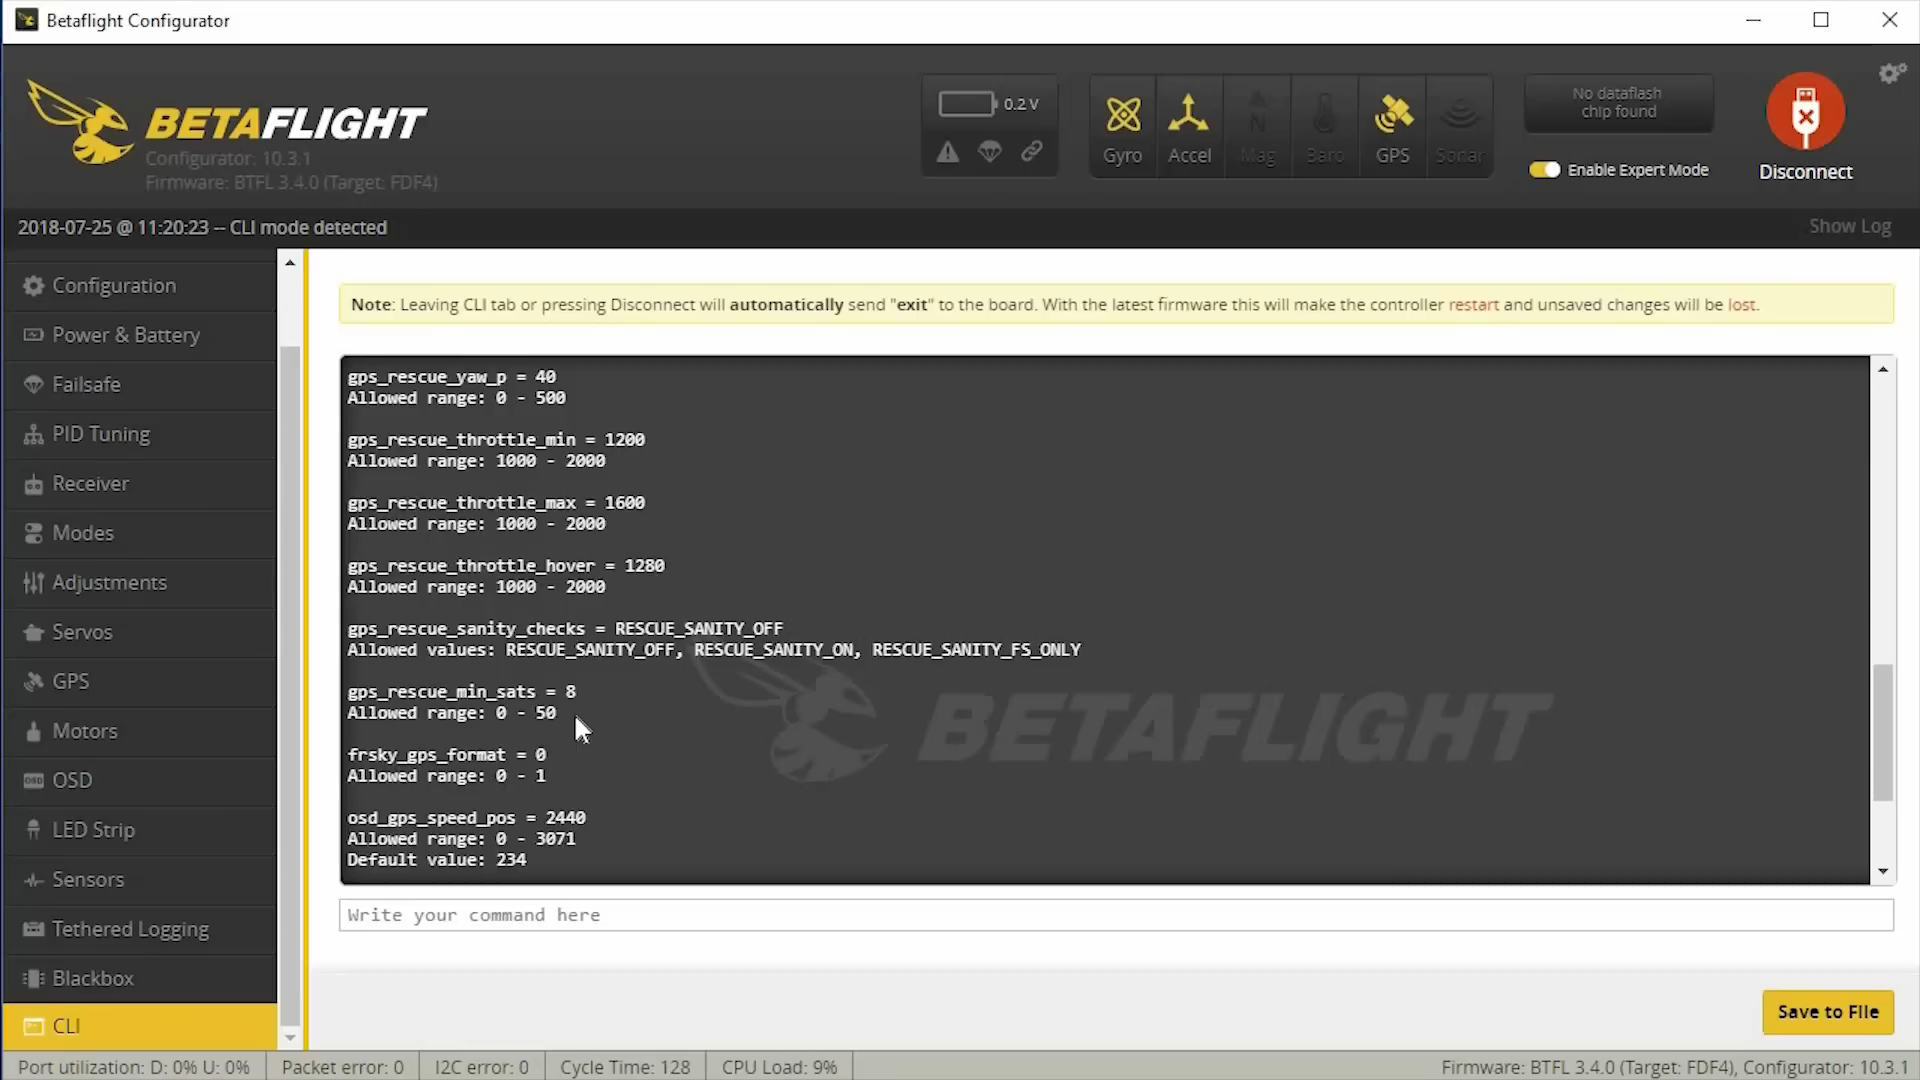 Betaflight Configurator
BETAFLIGHT
Configurator: 10.3.1
Firmware: BTFL 3.4.0 (Target: FDF4)
0.2 V
Gyro
Accel
Mag
Baro
GPS
Sonar
No dataflash
chip found
Enable Expert Mode
Disconnect
2018-07-25 @ 11:20:23 -- CLI mode detected
Show Log
Configuration
Power & Battery
Failsafe
PID Tuning
Receiver
Modes
Adjustments
Servos
GPS
Motors
OSD
OSD
LED Strip
Sensors
Tethered Logging
Blackbox
CLI
Note: Leaving CLI tab or pressing Disconnect will automatically send "exit" to the board. With the latest firmware this will make the controller restart and unsaved changes will be lost.
gps_rescue_yaw_p = 40
Allowed range: 0 - 500
gps_rescue_throttle_min = 1200
Allowed range: 1000 - 2000
gps_rescue_throttle_max = 1600
Allowed range: 1000 - 2000
gps_rescue_throttle_hover = 1280
Allowed range: 1000 - 2000
gps_rescue_sanity_checks = RESCUE_SANITY_OFF
Allowed values: RESCUE_SANITY_OFF, RESCUE_SANITY_ON, RESCUE_SANITY_FS_ONLY
gps_rescue_min_sats = 8
Allowed range: 0 - 50
frsky_gps_format = 0
Allowed range: 0 - 1
osd_gps_speed_pos = 2440
Allowed range: 0 - 3071
Default value: 234
BETAFLIGHT
Write your command here
Save to File
Port utilization: D: 0% U: 0%
Packet error: 0
I2C error: 0
Cycle Time: 128
CPU Load: 9%
Firmware: BTFL 3.4.0 (Target: FDF4), Configurator: 10.3.1